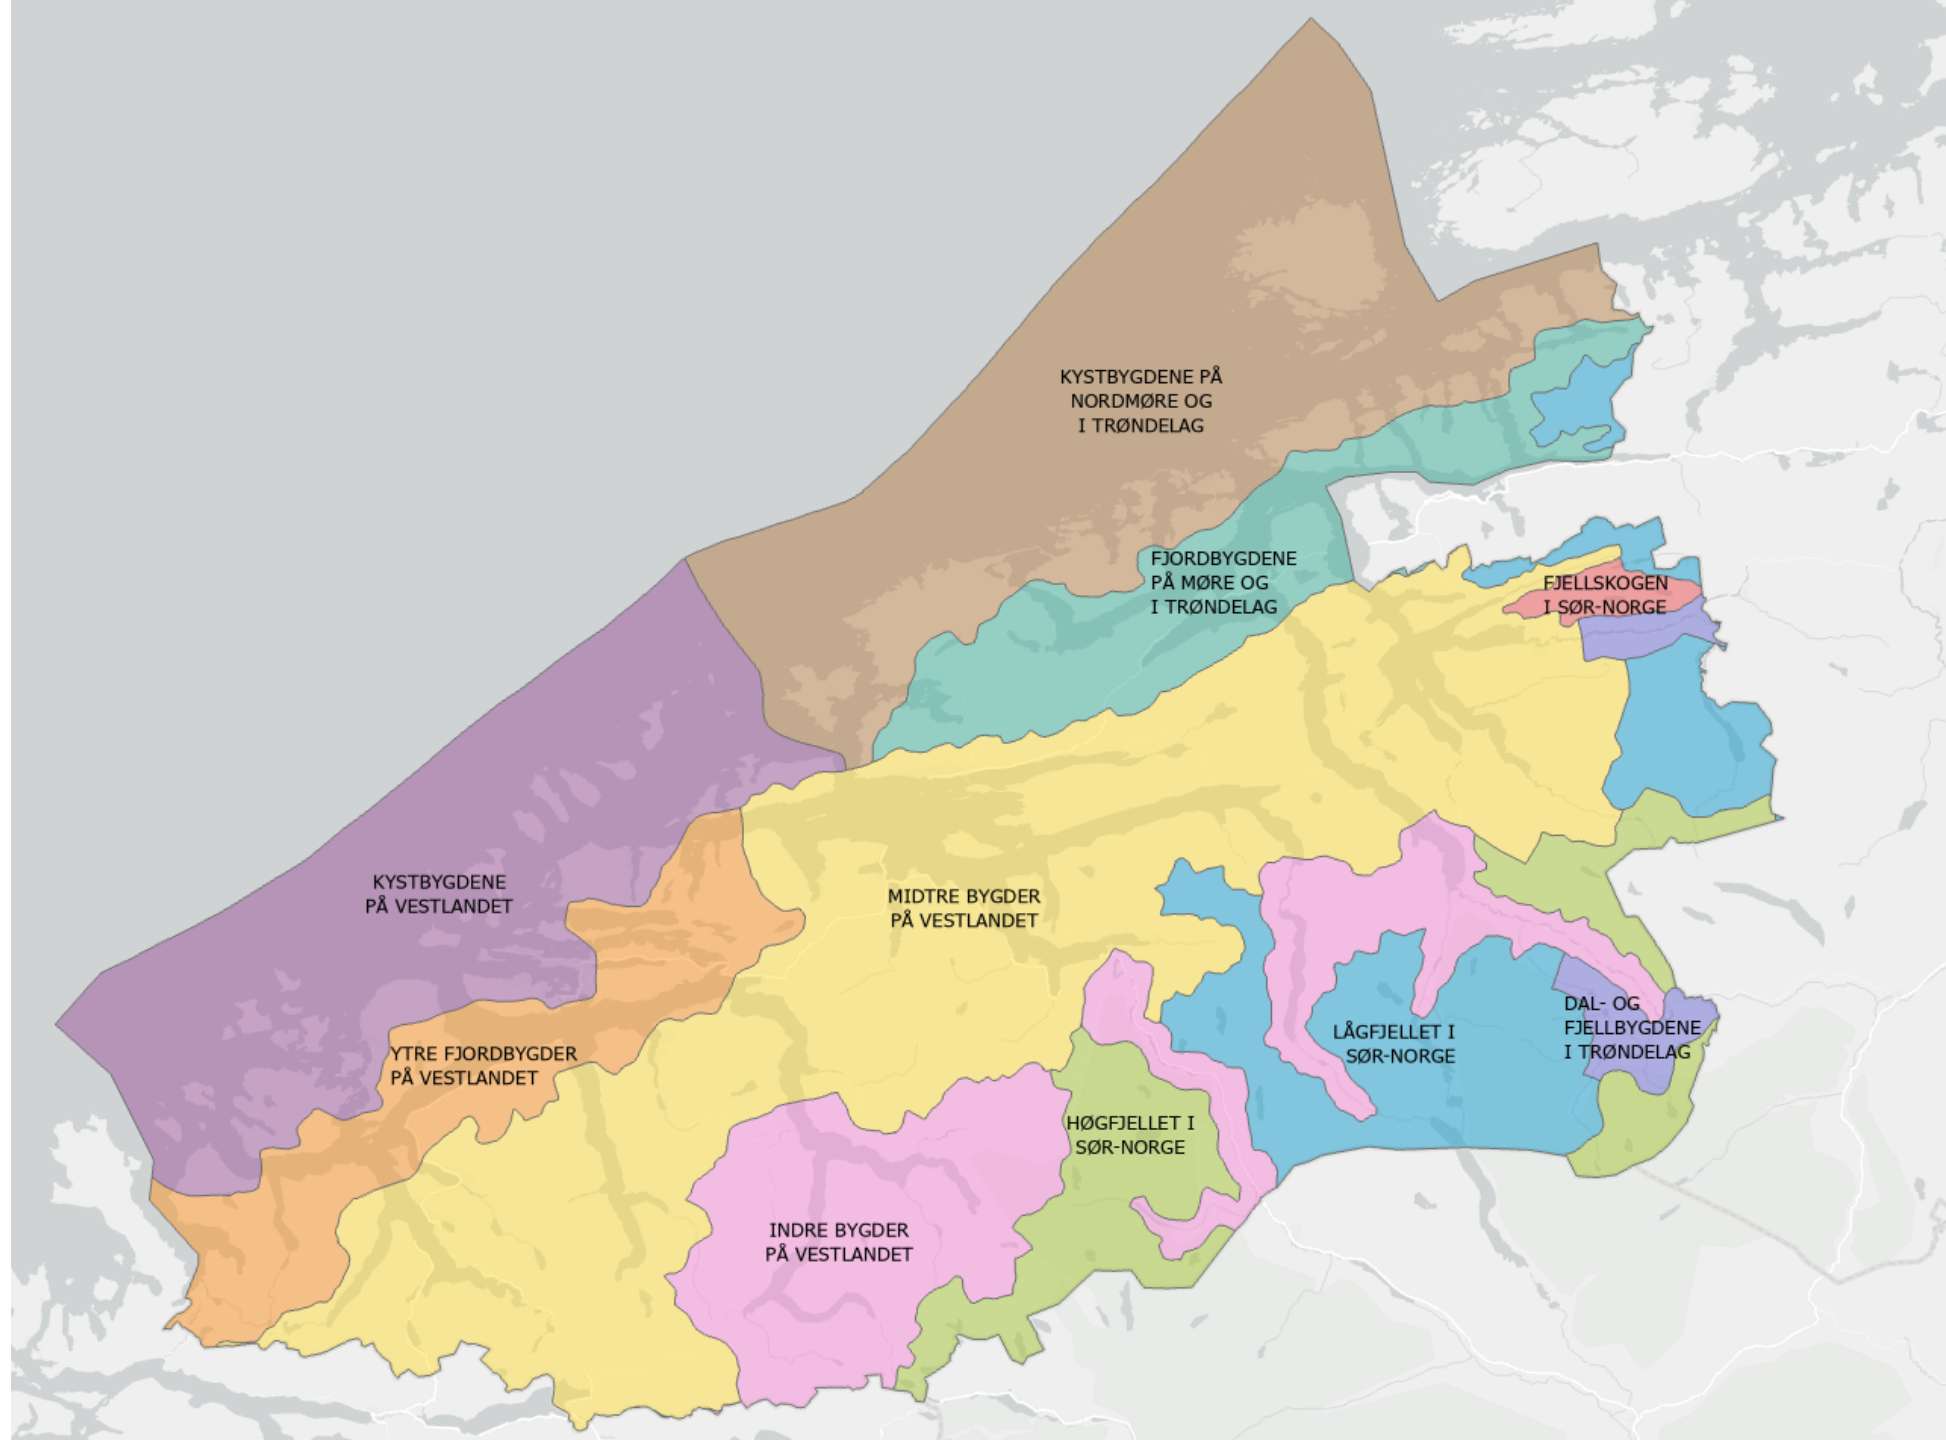 KYSTBYGDENE PÅ
NORDMØRE OG
I TRØNDELAG
FJORDBYGDENE
PÅ MØRE OG
I TRØNDELAG
FJELLSKOGEN
I SØR-NORGE
KYSTBYGDENE
PÅ VESTLANDET
MIDTRE BYGDER
PÅ VESTLANDET
YTRE FJORDBYGDER
PÅ VESTLANDET
LÅGFJELLET I
SØR-NORGE
DAL- OG
FJELLBYGDENE
I TRØNDELAG
HØGFJELLET I
SØR-NORGE
INDRE BYGDER
PÅ VESTLANDET